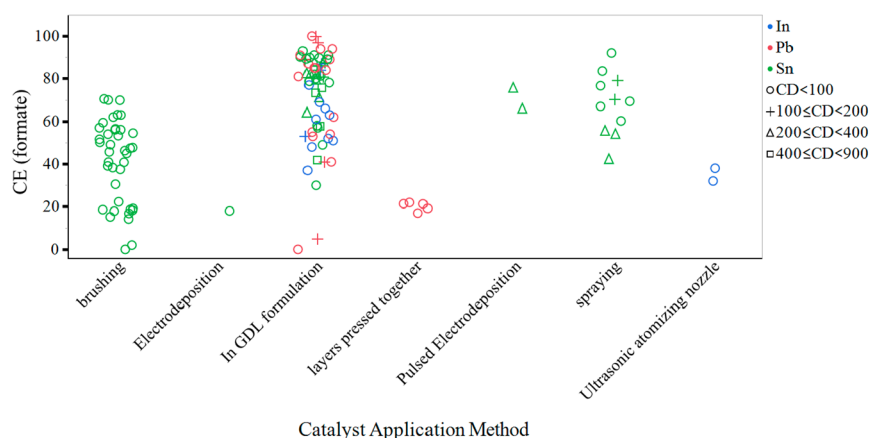 CE (formate)
100
80
60
40
20
0
brushing
Electrodeposition
In GDL formulation
layers pressed together
Pulsed Electrodeposition
spraying
Ultrasonic atomizing nozzle
Catalyst Application Method
In
Pb
Sn
CD<100
100≤CD<200
200≤CD<400
400≤CD<900